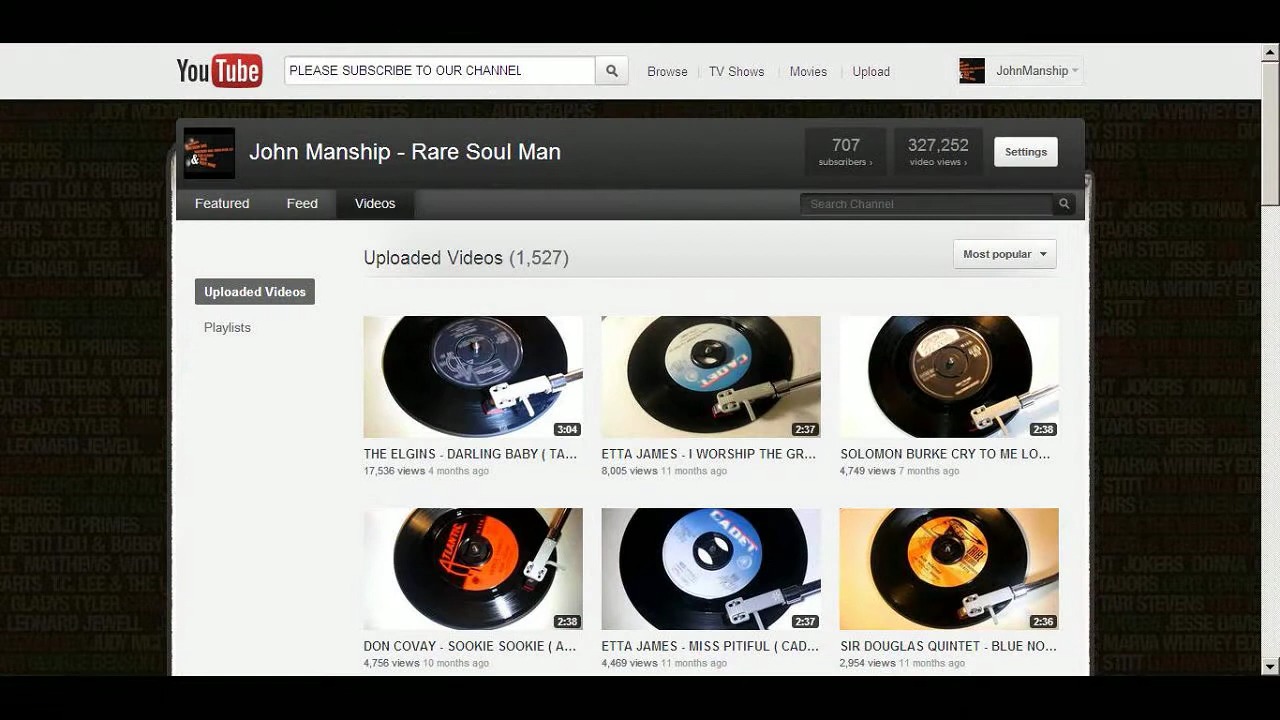 YouTube
PLEASE SUBSCRIBE TO OUR CHANNEL
Browse
TV Shows
Movies
Upload
JohnManship
John Manship - Rare Soul Man
707
subscribers ›
327,252
video views ›
Settings
Featured
Feed
Videos
Search Channel
Uploaded Videos (1,527)
Most popular
Uploaded Videos
Playlists
3:04
2:37
2:38
CADET
THE ELGINS - DARLING BABY ( TA...
ETTA JAMES - I WORSHIP THE GR...
SOLOMON BURKE CRY TO ME LO...
17,536 views 4 months ago
8,005 views 11 months ago
4,749 views 7 months ago
ATLANTIC
CADET
2:38
2:37
2:36
DON COVAY - SOOKIE SOOKIE ( A...
ETTA JAMES - MISS PITIFUL ( CAD...
SIR DOUGLAS QUINTET - BLUE NO...
4,756 views 10 months ago
4,469 views 11 months ago
2,954 views 11 months ago